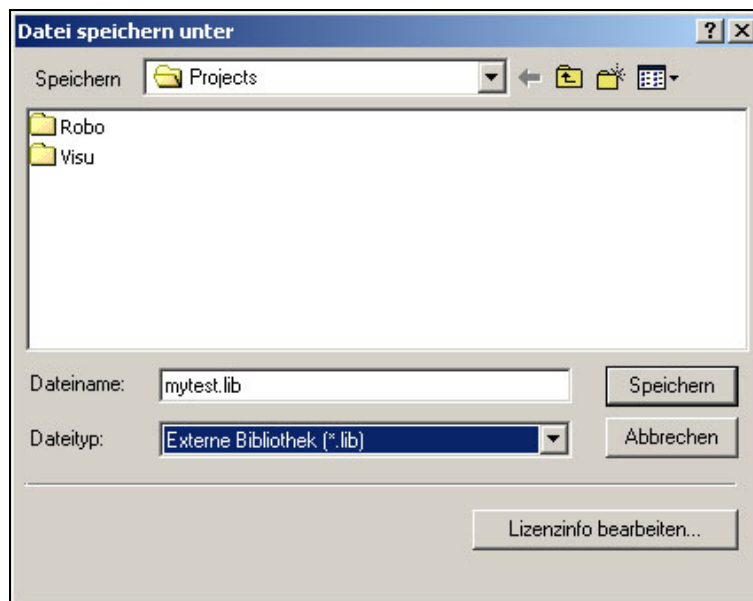 Datei speichern unter
Speichern Projects
Robo
Visu
Dateiname: mytest.lib Speichern
Dateityp: Externe Bibliothek (*.lib) Abbrechen
Lizenzinfo bearbeiten...